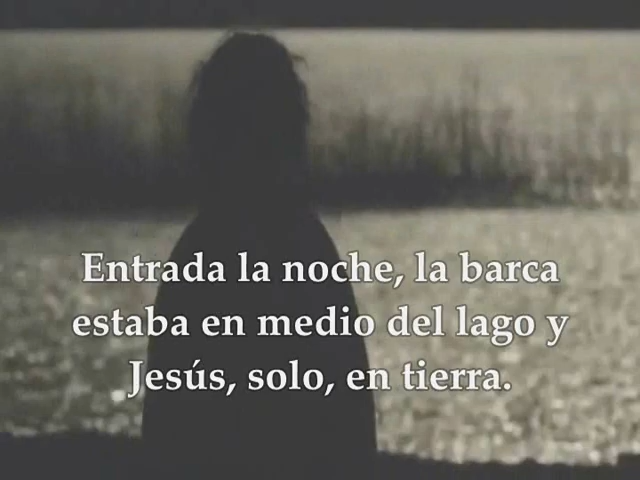 Entrada la noche, la barca
estaba en medio del lago y
Jesús, solo, en tierra.